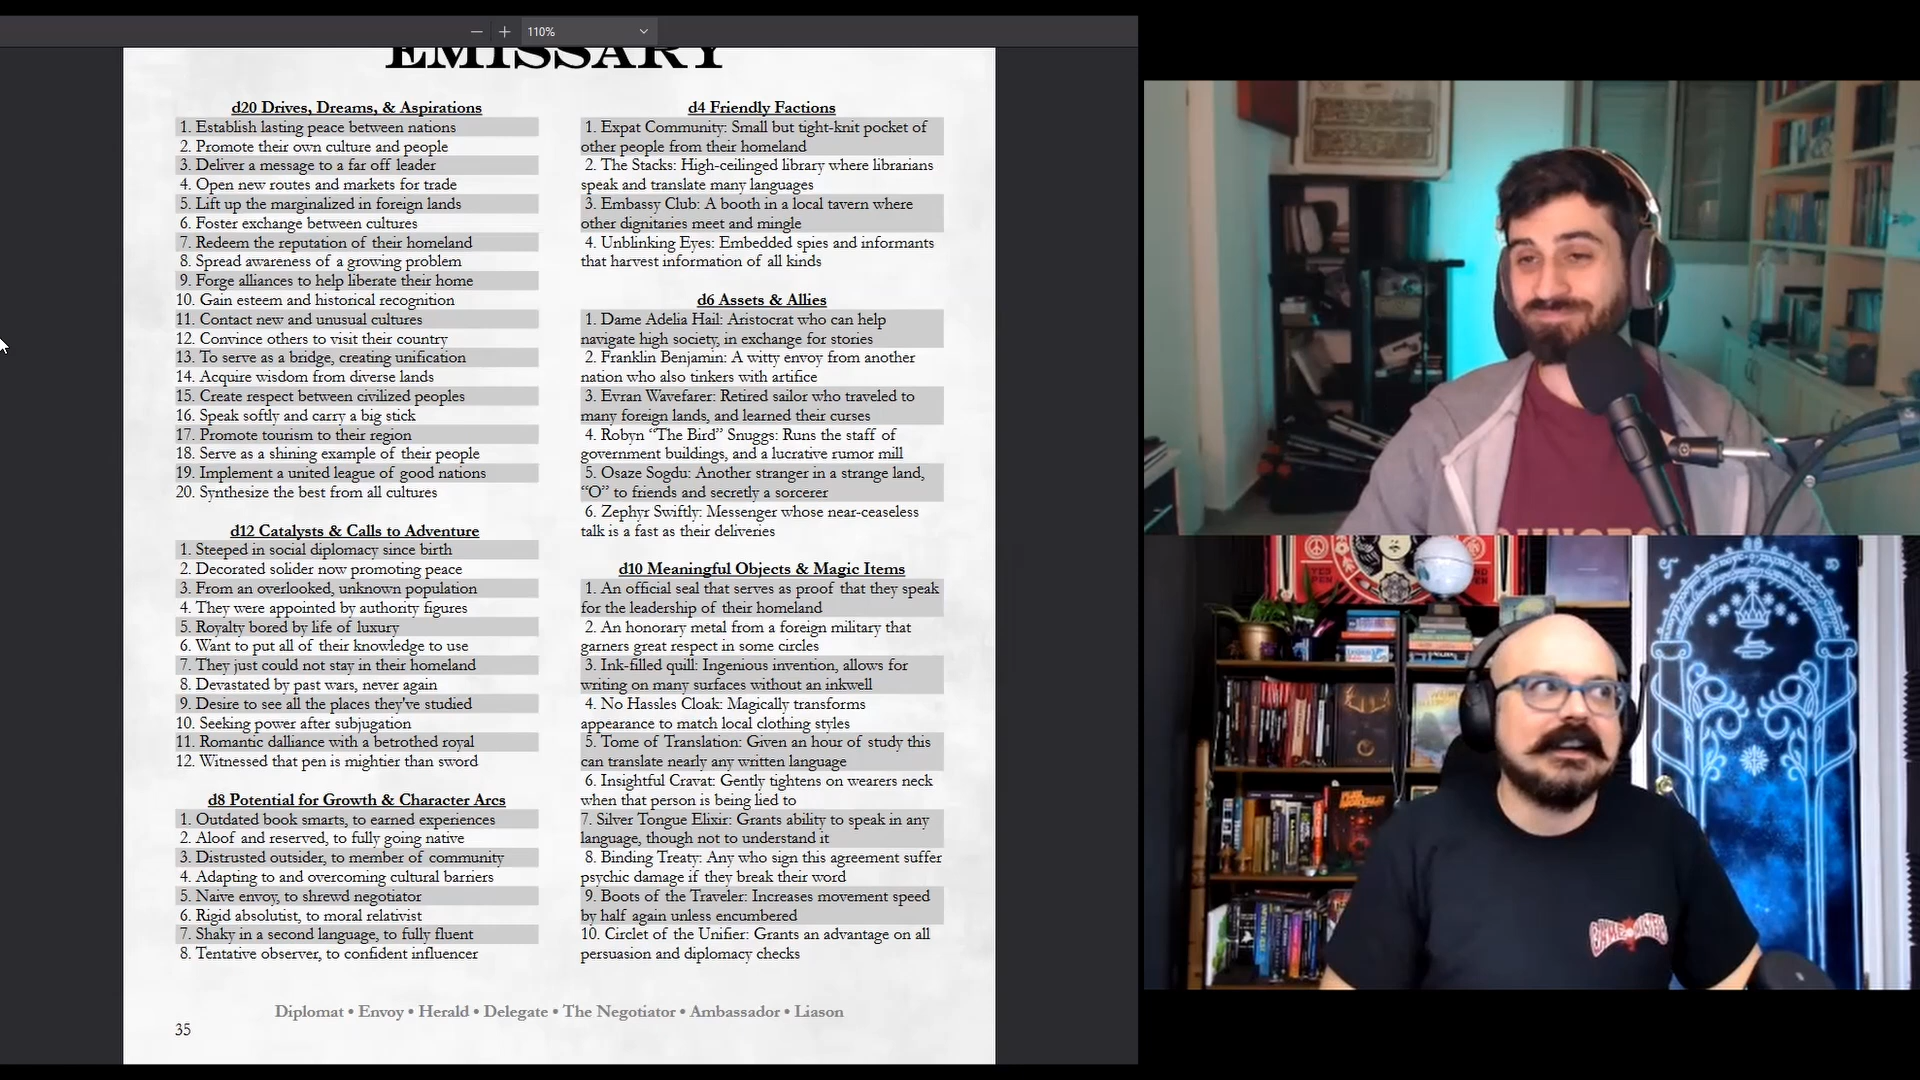 110%
EMISSARY
d20 Drives, Dreams, & Aspirations
1. Establish lasting peace between nations
2. Promote their own culture and people
3. Deliver a message to a far off leader
4. Open new routes and markets for trade
5. Lift up the marginalized in foreign lands
6. Foster exchange between cultures
7. Redeem the reputation of their homeland
8. Spread awareness of a growing problem
9. Forge alliances to help liberate their home
10. Gain esteem and historical recognition
11. Contact new and unusual cultures
12. Convince others to visit their country
13. To serve as a bridge, creating unification
14. Acquire wisdom from diverse lands
15. Create respect between civilized peoples
16. Speak softly and carry a big stick
17. Promote tourism to their region
18. Serve as a shining example of their people
19. Implement a united league of good nations
20. Synthesize the best from all cultures
d12 Catalysts & Calls to Adventure
1. Steeped in social diplomacy since birth
2. Decorated solider now promoting peace
3. From an overlooked, unknown population
4. They were appointed by authority figures
5. Royalty bored by life of luxury
6. Want to put all of their knowledge to use
7. They just could not stay in their homeland
8. Devastated by past wars, never again
9. Desire to see all the places they've studied
10. Seeking power after subjugation
11. Romantic dalliance with a betrothed royal
12. Witnessed that pen is mightier than sword
d8 Potential for Growth & Character Arcs
1. Outdated book smarts, to earned experiences
2. Aloof and reserved, to fully going native
3. Distrusted outsider, to member of community
4. Adapting to and overcoming cultural barriers
5. Naive envoy, to shrewd negotiator
6. Rigid absolutist, to moral relativist
7. Shaky in a second language, to fully fluent
8. Tentative observer, to confident influencer
d4 Friendly Factions
1. Expat Community: Small but tight-knit pocket of
other people from their homeland
2. The Stacks: High-ceilinged library where librarians
speak and translate many languages
3. Embassy Club: A booth in a local tavern where
other dignitaries meet and mingle
4. Unblinking Eyes: Embedded spies and informants
that harvest information of all kinds
d6 Assets & Allies
1. Dame Adelia Hail: Aristocrat who can help
navigate high society, in exchange for stories
2. Franklin Benjamin: A witty envoy from another
nation who also tinkers with artifice
3. Evran Wavefarer: Retired sailor who traveled to
many foreign lands, and learned their curses
4. Robyn “The Bird” Snuggs: Runs the staff of
government buildings, and a lucrative rumor mill
5. Osaze Sogdu: Another stranger in a strange land,
“O” to friends and secretly a sorcerer
6. Zephyr Swiftly: Messenger whose near-ceaseless
talk is a fast as their deliveries
d10 Meaningful Objects & Magic Items
1. An official seal that serves as proof that they speak
for the leadership of their homeland
2. An honorary metal from a foreign military that
garners great respect in some circles
3. Ink-filled quill: Ingenious invention, allows for
writing on many surfaces without an inkwell
4. No Hassles Cloak: Magically transforms
appearance to match local clothing styles
5. Tome of Translation: Given an hour of study this
can translate nearly any written language
6. Insightful Cravat: Gently tightens on wearers neck
when that person is being lied to
7. Silver Tongue Elixir: Grants ability to speak in any
language, though not to understand it
8. Binding Treaty: Any who sign this agreement suffer
psychic damage if they break their word
9. Boots of the Traveler: Increases movement speed
by half again unless encumbered
10. Circlet of the Unifier: Grants an advantage on all
persuasion and diplomacy checks
Diplomat • Envoy • Herald • Delegate • The Negotiator • Ambassador • Liason
35